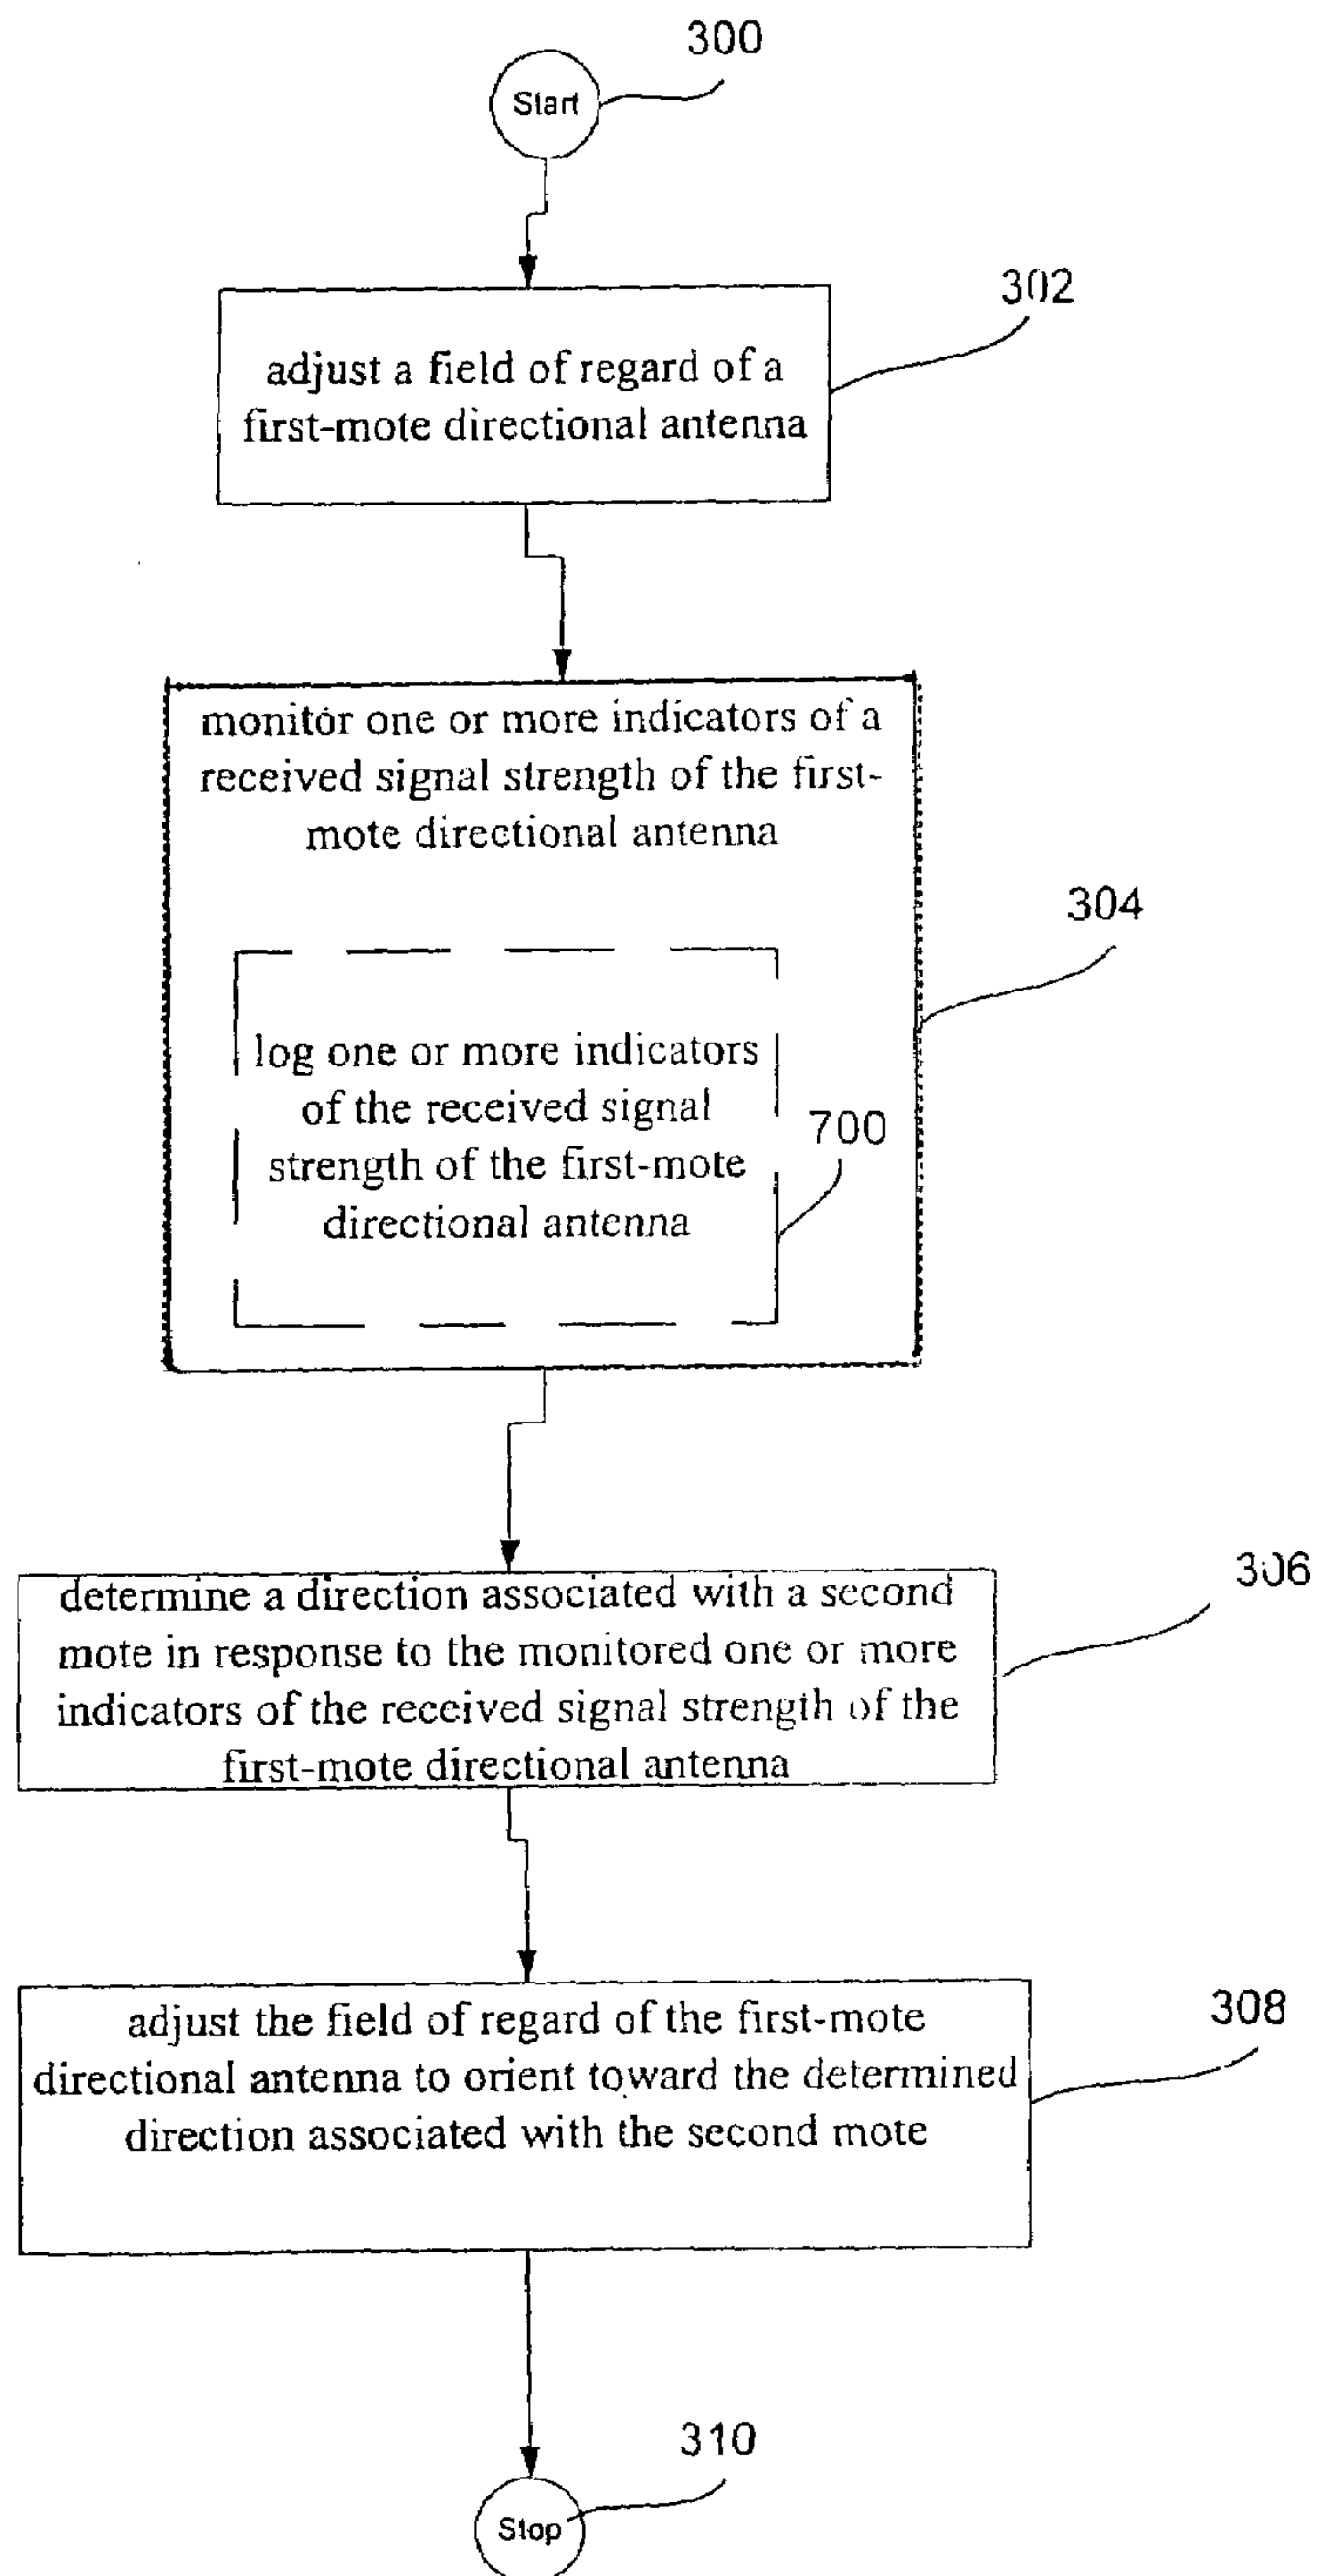 300
Start
302
adjust a field of regard of a
first-mote directional antenna
monitor one or more indicators of a
received signal strength of the first-
mote directional antenna
304
log one or more indicators
of the received signal
strength of the first-mote
directional antenna
700
306
determine a direction associated with a second
mote in response to the monitored one or more
indicators of the received signal strength of the
first-mote directional antenna
308
adjust the field of regard of the first-mote
directional antenna to orient toward the determined
direction associated with the second mote
310
Stop